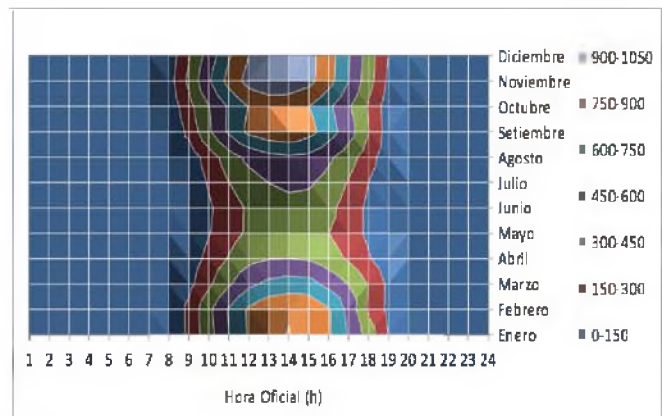 Diciembre
Noviembre
Octubre
Setiembre
Agosto
Julio
Junio
Mayo
Abril
Marzo
Febrero
Enero
900-1050
750-900
600-750
450-600
300-450
150-300
0-150
1 2 3 4 5 6 7 8 9 10 11 12 13 14 15 16 17 18 19 20 21 22 23 24
Hora Oficial (h)